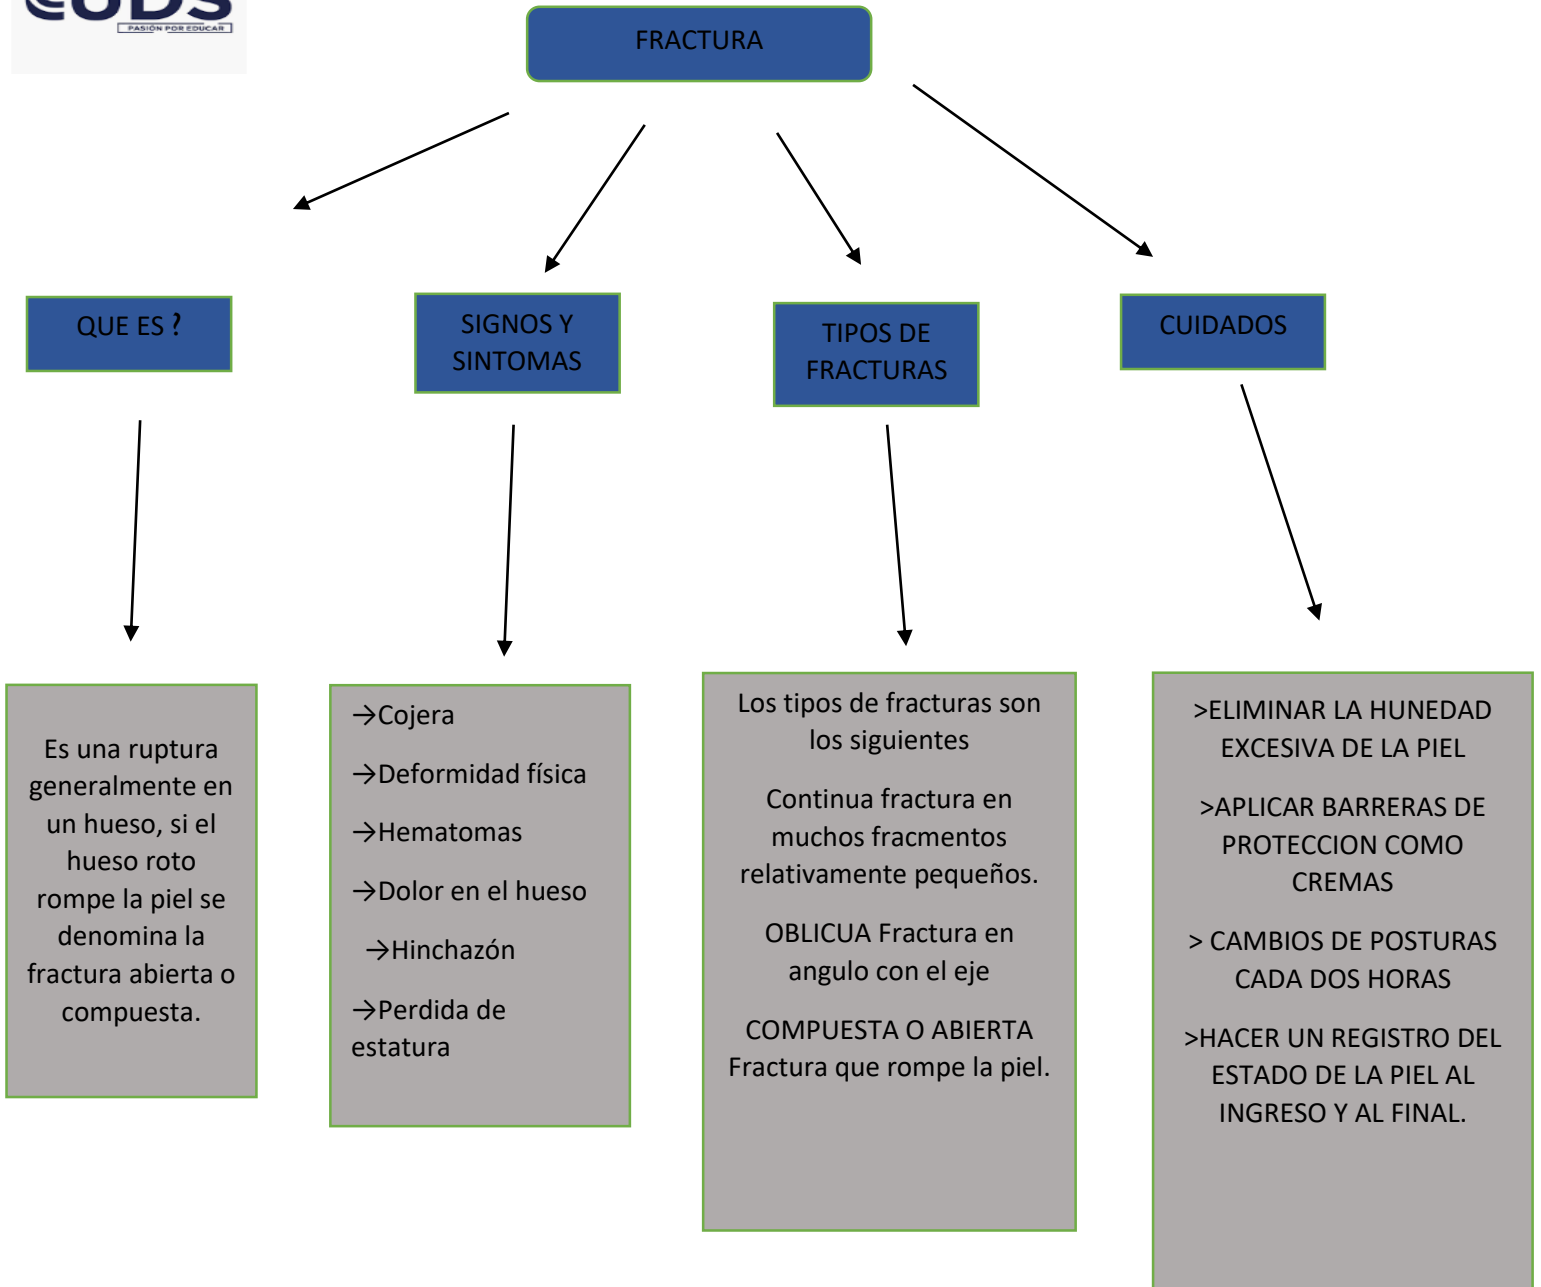 UDS
PASIÓN POR EDUCAR
FRACTURA
QUE ES ?
Es una ruptura
generalmente en
un hueso, si el
hueso roto
rompe la piel se
denomina la
fractura abierta o
compuesta.
SIGNOS Y
SINTOMAS
→Cojera
→Deformidad física
→Hematomas
→Dolor en el hueso
→Hinchazón
→Perdida de
estatura
TIPOS DE
FRACTURAS
Los tipos de fracturas son
los siguientes
Continua fractura en
muchos fracmentos
relativamente pequeños.
OBLICUA Fractura en
angulo con el eje
COMPUESTA O ABIERTA
Fractura que rompe la piel.
CUIDADOS
>ELIMINAR LA HUNEDAD
EXCESIVA DE LA PIEL
>APLICAR BARRERAS DE
PROTECCION COMO
CREMAS
> CAMBIOS DE POSTURAS
CADA DOS HORAS
>HACER UN REGISTRO DEL
ESTADO DE LA PIEL AL
INGRESO Y AL FINAL.